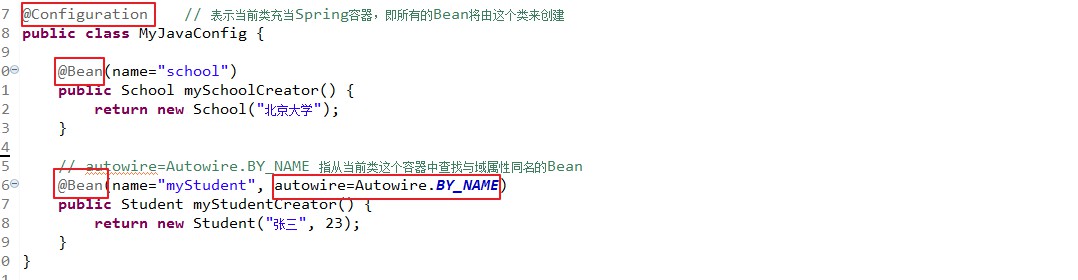 7 @Configuration // 表示当前类充当Spring容器，即所有的Bean将由这个类来创建
8 public class MyJavaConfig {
9
0 @Bean(name="school")
1 public School mySchoolCreator() {
2 return new School("北京大学");
3 }
4
5 // autowire=Autowire.BY_NAME 指从当前类这个容器中查找与域属性同名的Bean
6 @Bean(name="myStudent", autowire=Autowire.BY_NAME)
7 public Student myStudentCreator() {
8 return new Student("张三", 23);
9 }
0 }